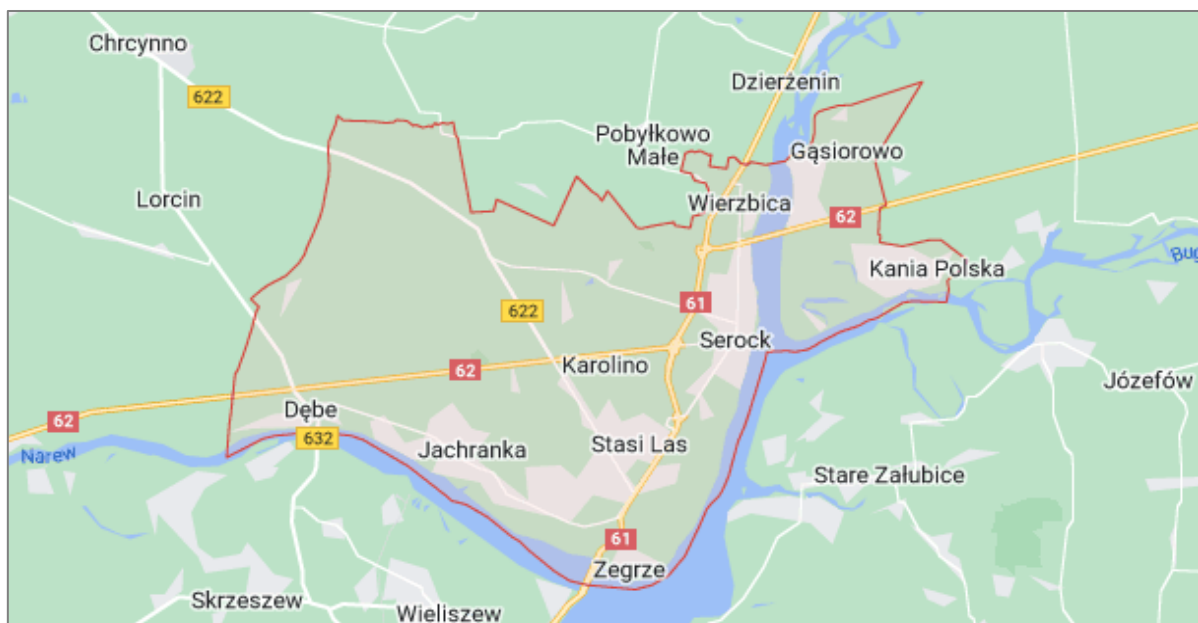 Chrcynno
622
Dzierżenin
Pobyłkowo
Małe
Gąsiorowo
Lorcin
Wierzbica
62
Kania Polska
Bug
61
622
Serock
Karolino
62
Józefów
Dębe
62
632
Narew
Jachranka
Stasi Las
Stare Załubice
61
Zegrze
Skrzeszew
Wieliszew